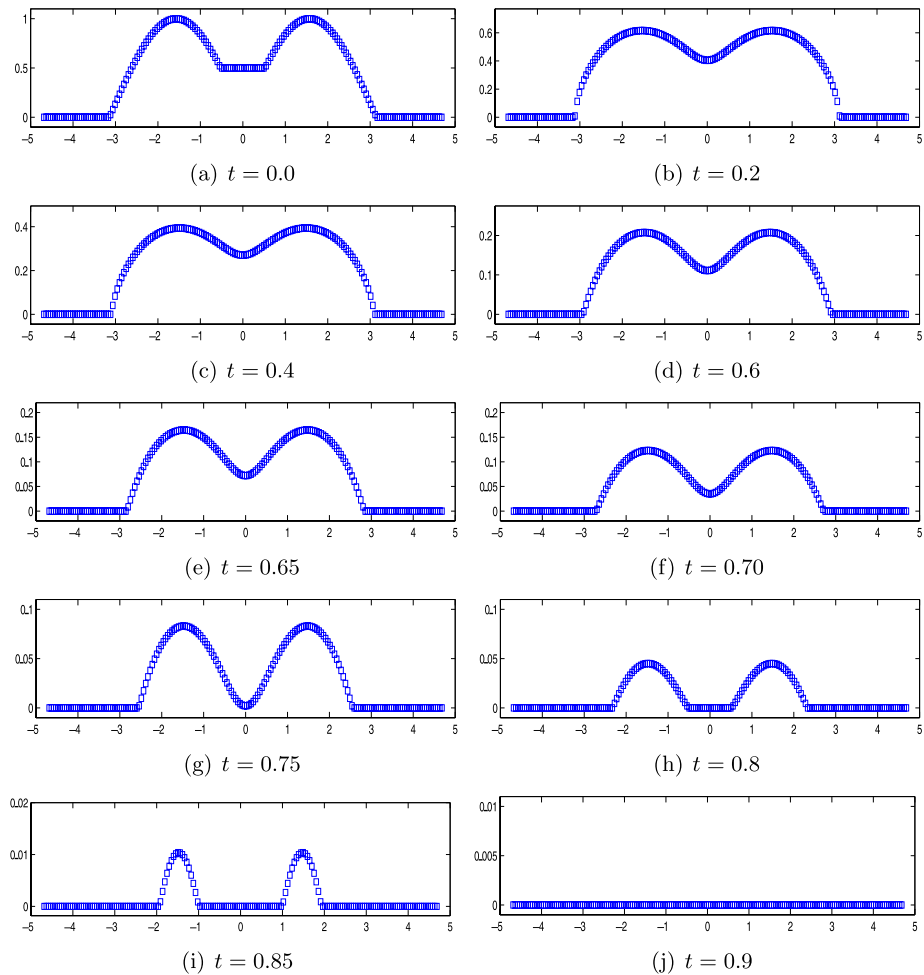 1
0.5
0
−5 −4 −3 −2 −1 0 1 2 3 4 5
(a) t = 0.0
0.6
0.4
0.2
0
−5 −4 −3 −2 −1 0 1 2 3 4 5
(b) t = 0.2
0.4
0.2
0
−5 −4 −3 −2 −1 0 1 2 3 4 5
(c) t = 0.4
0.2
0.1
0
−5 −4 −3 −2 −1 0 1 2 3 4 5
(d) t = 0.6
0.2
0.15
0.1
0.05
0
−5 −4 −3 −2 −1 0 1 2 3 4 5
(e) t = 0.65
0.2
0.15
0.1
0.05
0
−5 −4 −3 −2 −1 0 1 2 3 4 5
(f) t = 0.70
0.1
0.05
0
−5 −4 −3 −2 −1 0 1 2 3 4 5
(g) t = 0.75
0.1
0.05
0
−5 −4 −3 −2 −1 0 1 2 3 4 5
(h) t = 0.8
0.02
0.01
0
−5 −4 −3 −2 −1 0 1 2 3 4 5
(i) t = 0.85
0.01
0.005
0
−5 −4 −3 −2 −1 0 1 2 3 4 5
(j) t = 0.9